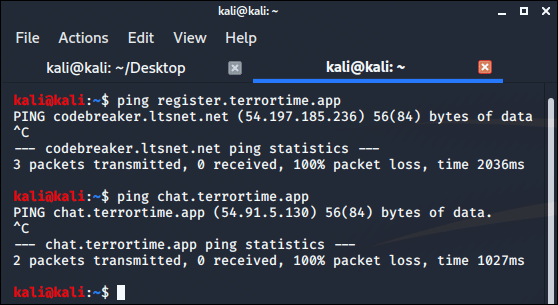 kali@kali: ~
File Actions Edit View Help
kali@kali: ~/Desktop kali@kali: ~
kali@kali:~$ ping register.terrortime.app
PING codebreaker.ltsnet.net (54.197.185.236) 56(84) bytes of data
^C
--- codebreaker.ltsnet.net ping statistics ---
3 packets transmitted, 0 received, 100% packet loss, time 2036ms
kali@kali:~$ ping chat.terrortime.app
PING chat.terrortime.app (54.91.5.130) 56(84) bytes of data.
^C
--- chat.terrortime.app ping statistics ---
2 packets transmitted, 0 received, 100% packet loss, time 1027ms
kali@kali:~$